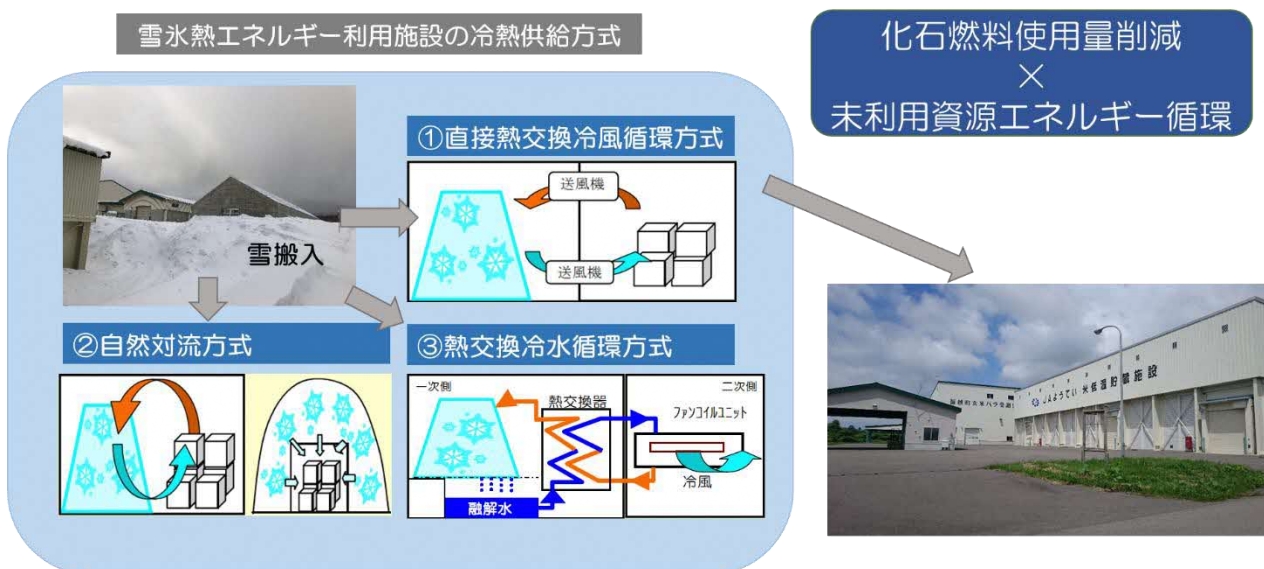 雪氷熱エネルギー利用施設の冷熱供給方式
化石燃料使用量削減
×
未利用資源エネルギー循環
雪搬入
①直接熱交換冷風循環方式
送風機
送風機
②自然対流方式
③熱交換冷水循環方式
一次側
熱交換器
二次側
ファンコイルユニット
冷風
融解水
JAようてい 米低温貯蔵施設